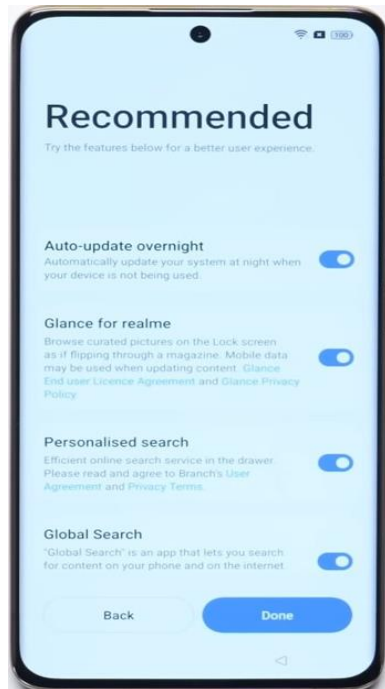 100
Recommended
Try the features below for a better user experience.
Auto-update overnight
Automatically update your system at night when
your device is not being used.
Glance for realme
Browse curated pictures on the Lock screen
as if flipping through a magazine. Mobile data
may be used when updating content. Glance
End user Licence Agreement and Glance Privacy
Policy
Personalised search
Efficient online search service in the drawer.
Please read and agree to Branch's User
Agreement and Privacy Terms.
Global Search
"Global Search" is an app that lets you search
for content on your phone and on the internet
Back
Done